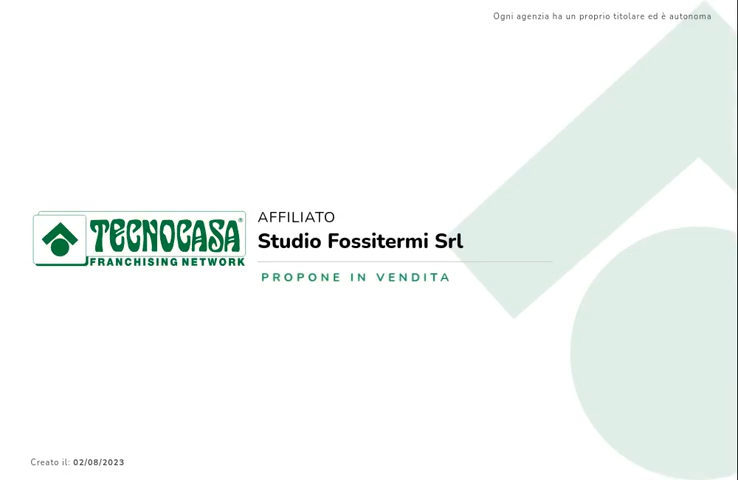 Ogni agenzia ha un proprio titolare ed è autonoma
TECNOCASA®
FRANCHISING NETWORK
AFFILIATO
Studio Fossitermi Srl
PROPONE IN VENDITA
Creato il: 02/08/2023